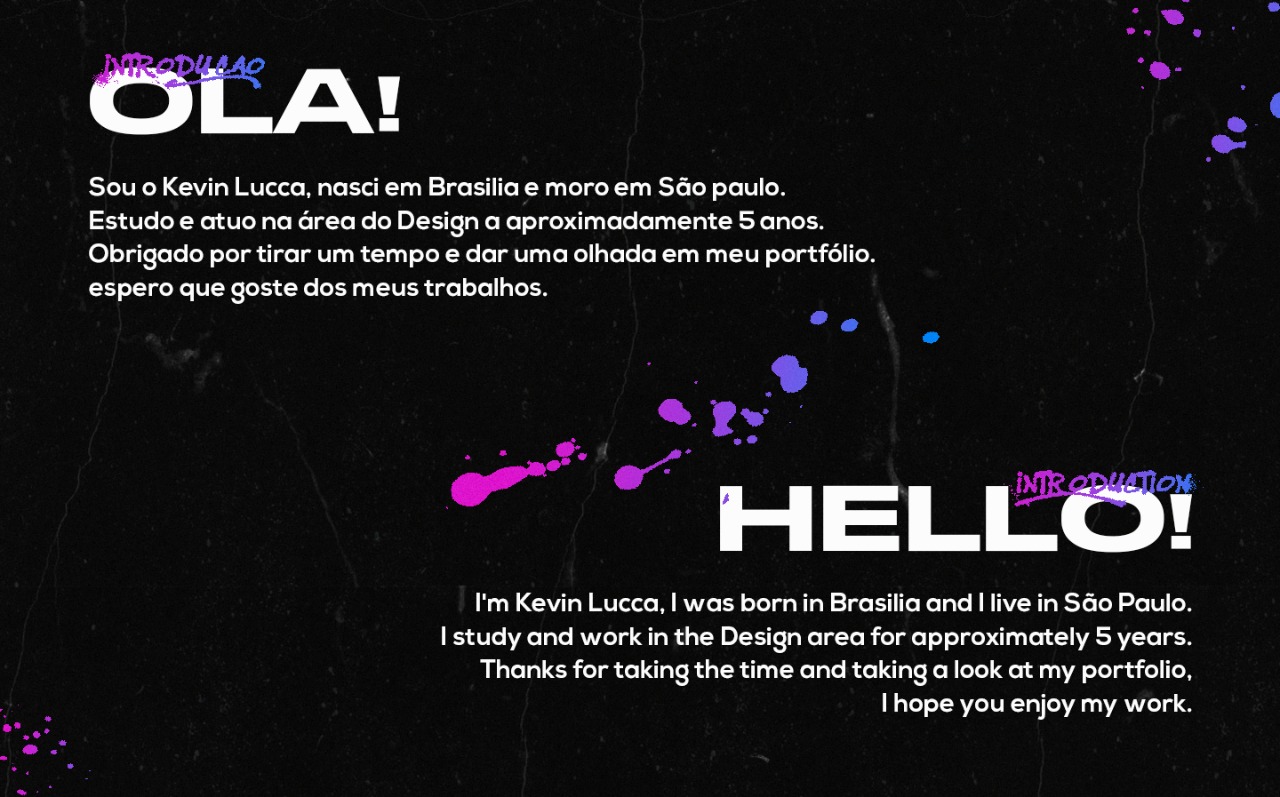 INTRODUÇAO
OLA!
Sou o Kevin Lucca, nasci em Brasilia e moro em São paulo.
Estudo e atuo na área do Design a aproximadamente 5 anos.
Obrigado por tirar um tempo e dar uma olhada em meu portfólio.
espero que goste dos meus trabalhos.
INTRODUCTION
HELLO!
I'm Kevin Lucca, I was born in Brasilia and I live in São Paulo.
I study and work in the Design area for approximately 5 years.
Thanks for taking the time and taking a look at my portfolio,
I hope you enjoy my work.